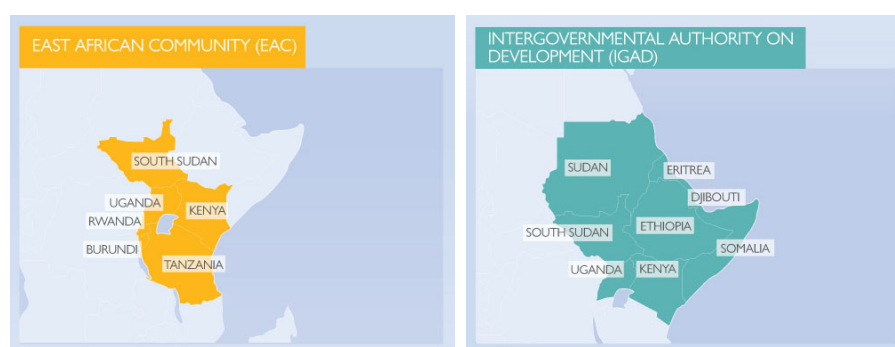 EAST AFRICAN COMMUNITY (EAC)
SOUTH SUDAN
UGANDA
KENYA
RWANDA
BURUNDI
TANZANIA
INTERGOVERNMENTAL AUTHORITY ON
DEVELOPMENT (IGAD)
SUDAN
ERITREA
DJIBOUTI
ETHIOPIA
SOUTH SUDAN
SOMALIA
UGANDA
KENYA